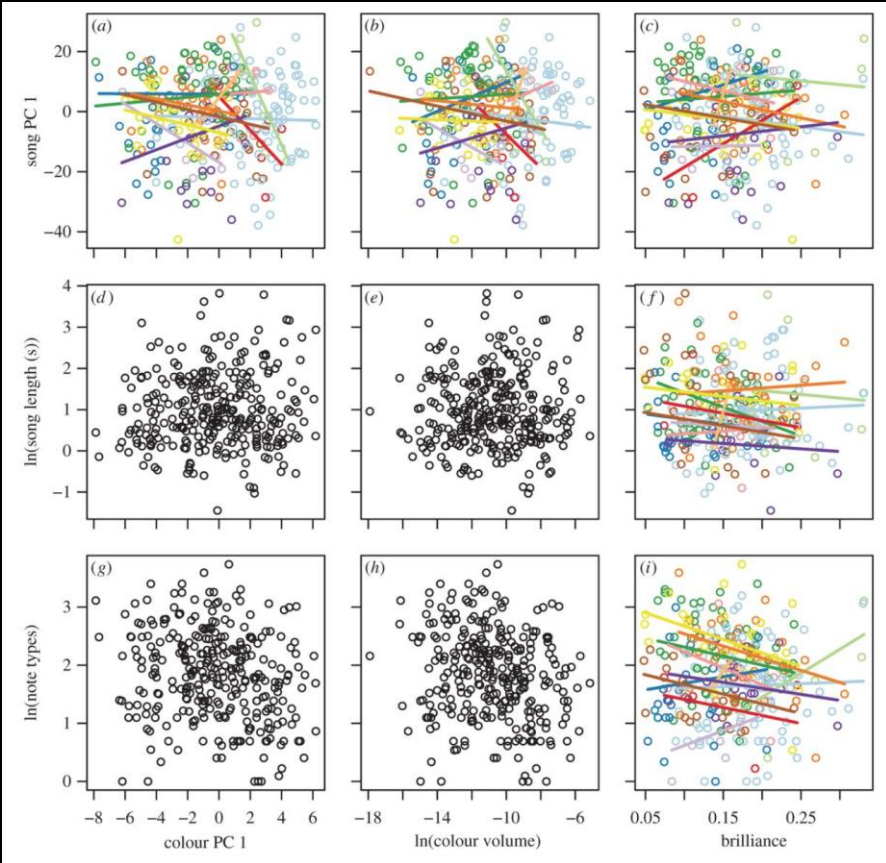 (a) (b) (c)
20
0
−20
−40
song PC 1
(d) (e) (f)
4
3
2
1
0
−1
ln(song length (s))
(g) (h) (i)
3
2
1
0
ln(note types)
−8 −6 −4 −2 0 2 4 6
−18 −14 −10 −6
0.05 0.15 0.25
colour PC 1 ln(colour volume) brilliance